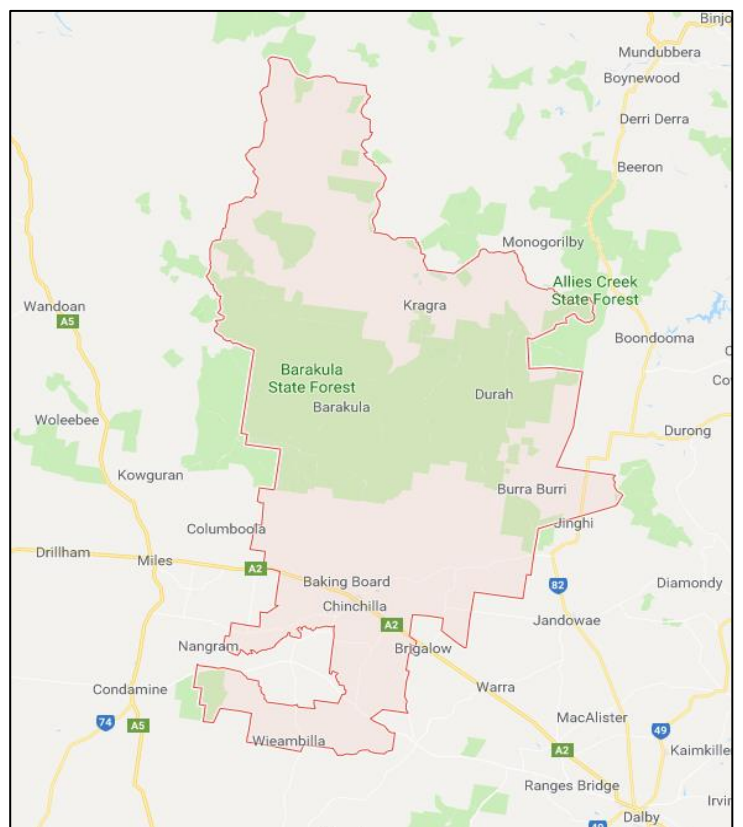 Binjo
Mundubbera
Boynewood
Derri Derra
Beeron
Monogorilby
Allies Creek
State Forest
Kragra
Wandoan
A5
Boondooma
Barakula
State Forest
Barakula
Durah
Woleebee
Durong
Kowguran
Burra Burri
Columboola
Jinghi
Drillham
Miles
A2
Baking Board
82
Diamondy
Chinchilla
A2
Jandowae
Nangram
Brigalow
Condamine
Warra
74
A5
MacAlister
49
Wieambilla
A2
Kaimkille
Ranges Bridge
Irvin
Dalby